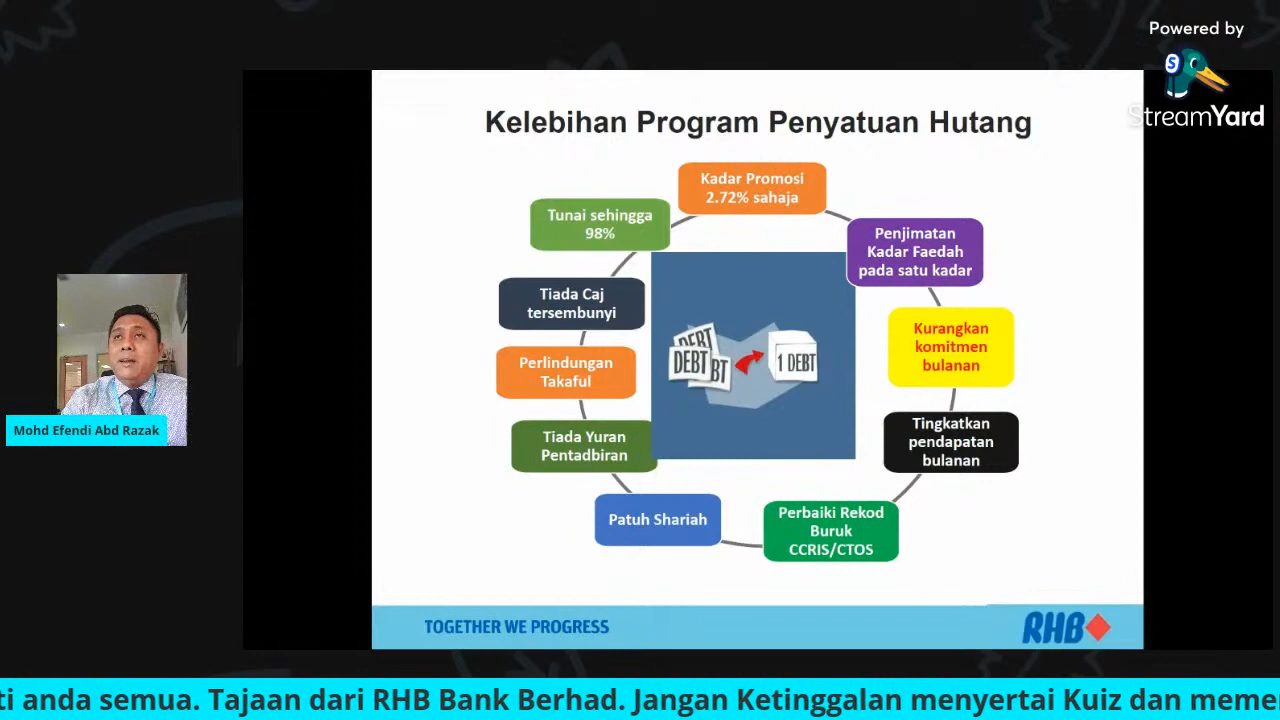 Powered by
StreamYard
Kelebihan Program Penyatuan Hutang
Kadar Promosi
2.72% sahaja
Penjimatan
Kadar Faedah
pada satu kadar
Kurangkan
komitmen
bulanan
Tingkatkan
pendapatan
bulanan
Perbaiki Rekod
Buruk
CCRIS/CTOS
Patuh Shariah
Tiada Yuran
Pentadbiran
Perlindungan
Takaful
Tiada Caj
tersembunyi
Tunai sehingga
98%
DEBT
DEBT
BT
1 DEBT
Mohd Efendi Abd Razak
TOGETHER WE PROGRESS
RHB
ti anda semua. Tajaan dari RHB Bank Berhad. Jangan Ketinggalan menyertai Kuiz dan meme